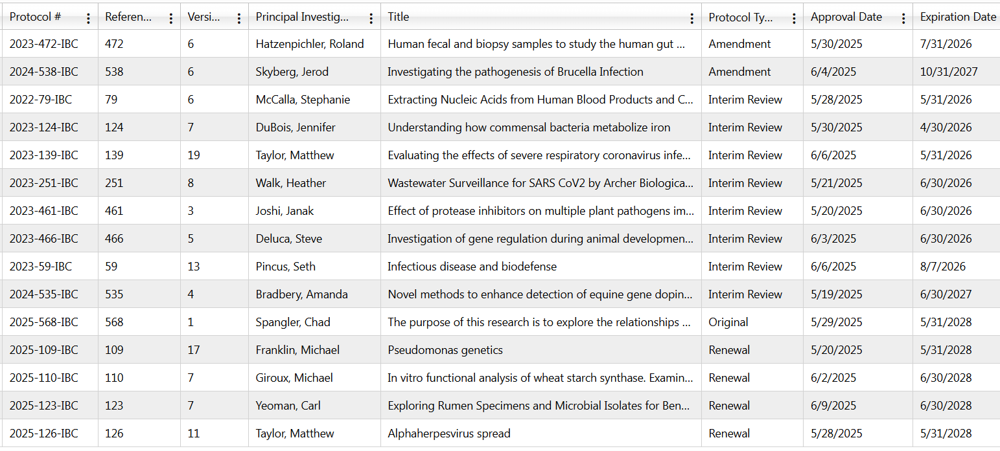 Protocol # Referen... Versi... Principal Investig... Title Protocol Ty... Approval Date Expiration Date
2023-472-IBC 472 6 Hatzenpichler, Roland Human fecal and biopsy samples to study the human gut ... Amendment 5/30/2025 7/31/2026
2024-538-IBC 538 6 Skyberg, Jerod Investigating the pathogenesis of Brucella Infection Amendment 6/4/2025 10/31/2027
2022-79-IBC 79 6 McCalla, Stephanie Extracting Nucleic Acids from Human Blood Products and C... Interim Review 5/28/2025 5/31/2026
2023-124-IBC 124 7 DuBois, Jennifer Understanding how commensal bacteria metabolize iron Interim Review 5/30/2025 4/30/2026
2023-139-IBC 139 19 Taylor, Matthew Evaluating the effects of severe respiratory coronavirus infe... Interim Review 6/6/2025 5/31/2026
2023-251-IBC 251 8 Walk, Heather Wastewater Surveillance for SARS CoV2 by Archer Biologica... Interim Review 5/21/2025 6/30/2026
2023-461-IBC 461 3 Joshi, Janak Effect of protease inhibitors on multiple plant pathogens im... Interim Review 5/20/2025 6/30/2026
2023-466-IBC 466 5 Deluca, Steve Investigation of gene regulation during animal developmen... Interim Review 6/3/2025 6/30/2026
2023-59-IBC 59 13 Pincus, Seth Infectious disease and biodefense Interim Review 6/6/2025 8/7/2026
2024-535-IBC 535 4 Bradbery, Amanda Novel methods to enhance detection of equine gene dopin... Interim Review 5/19/2025 6/30/2027
2025-568-IBC 568 1 Spangler, Chad The purpose of this research is to explore the relationships ... Original 5/29/2025 5/31/2028
2025-109-IBC 109 17 Franklin, Michael Pseudomonas genetics Renewal 5/20/2025 5/31/2028
2025-110-IBC 110 7 Giroux, Michael In vitro functional analysis of wheat starch synthase. Examin... Renewal 6/2/2025 6/30/2028
2025-123-IBC 123 7 Yeoman, Carl Exploring Rumen Specimens and Microbial Isolates for Ben... Renewal 6/9/2025 6/30/2028
2025-126-IBC 126 11 Taylor, Matthew Alphaherpesvirus spread Renewal 5/28/2025 5/31/2028